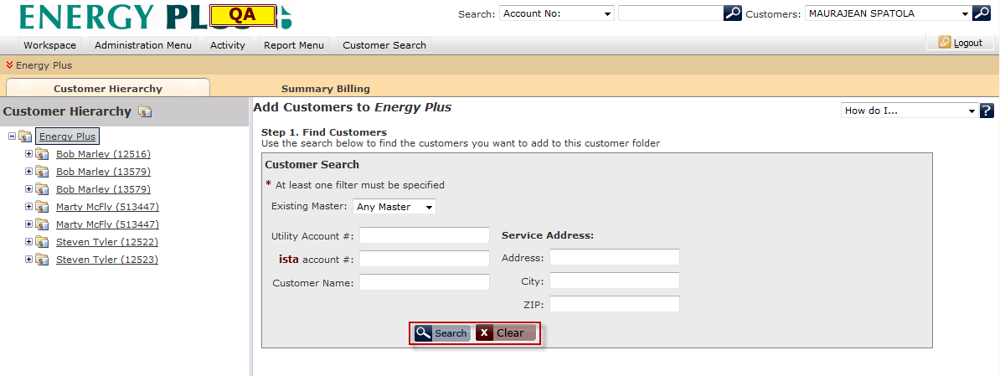 ENERGY PL QA
Search: Account No: Customers: MAURAJEAN SPATOLA
Workspace Administration Menu Activity Report Menu Customer Search Logout
Energy Plus
Customer Hierarchy Summary Billing
Customer Hierarchy
Energy Plus
Bob Marley (12516)
Bob Marley (13579)
Bob Marley (13579)
Marty McFly (513447)
Marty McFly (513447)
Steven Tyler (12522)
Steven Tyler (12523)
Add Customers to Energy Plus
How do I... ?
Step 1. Find Customers
Use the search below to find the customers you want to add to this customer folder
Customer Search
* At least one filter must be specified
Existing Master: Any Master
Utility Account #:
ista account #:
Customer Name:
Service Address:
Address:
City:
ZIP:
Search X Clear